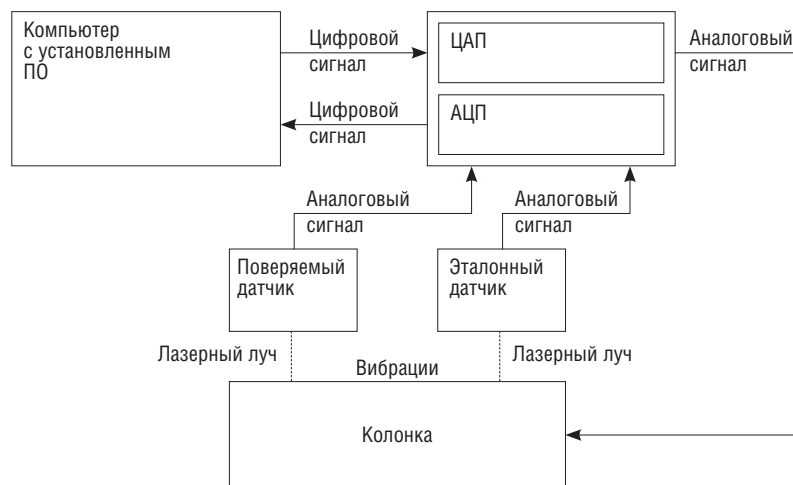 Компьютер
с установленным
ПО
Цифровой
сигнал
Цифровой
сигнал
ЦАП
АЦП
Аналоговый
сигнал
Аналоговый
сигнал
Аналоговый
сигнал
Поверяемый
датчик
Эталонный
датчик
Лазерный луч
Вибрации
Лазерный луч
Колонка